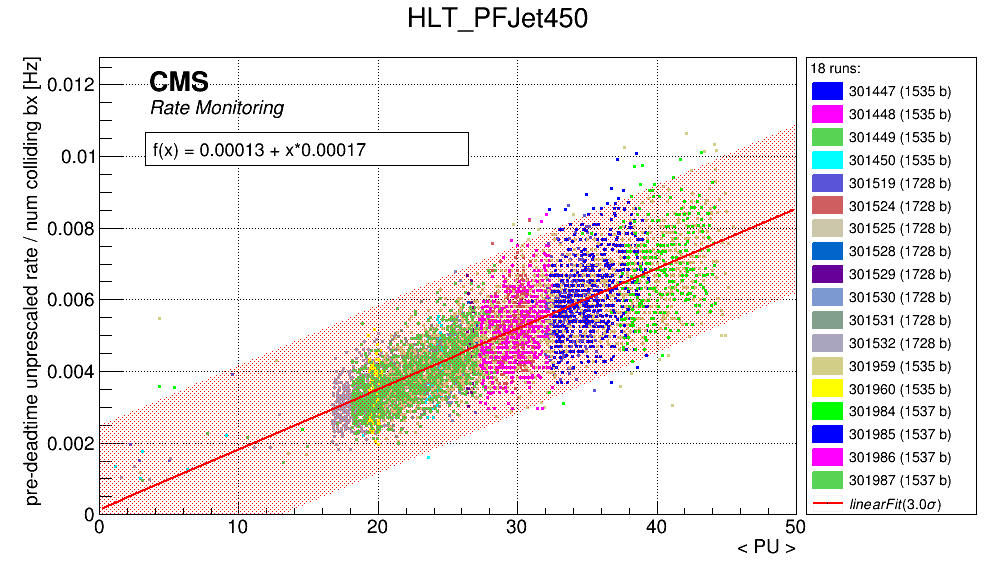 HLT_PFJet450
pre-deadtime unprescaled rate / num colliding bx [Hz]
0.012
0.01
0.008
0.006
0.004
0.002
0
CMS
Rate Monitoring
f(x) = 0.00013 + x*0.00017
0 10 20 30 40 50
< PU >
18 runs:
301447 (1535 b)
301448 (1535 b)
301449 (1535 b)
301450 (1535 b)
301519 (1728 b)
301524 (1728 b)
301525 (1728 b)
301528 (1728 b)
301529 (1728 b)
301530 (1728 b)
301531 (1728 b)
301532 (1728 b)
301959 (1535 b)
301960 (1535 b)
301984 (1537 b)
301985 (1537 b)
301986 (1537 b)
301987 (1537 b)
linearFit(3.0σ)